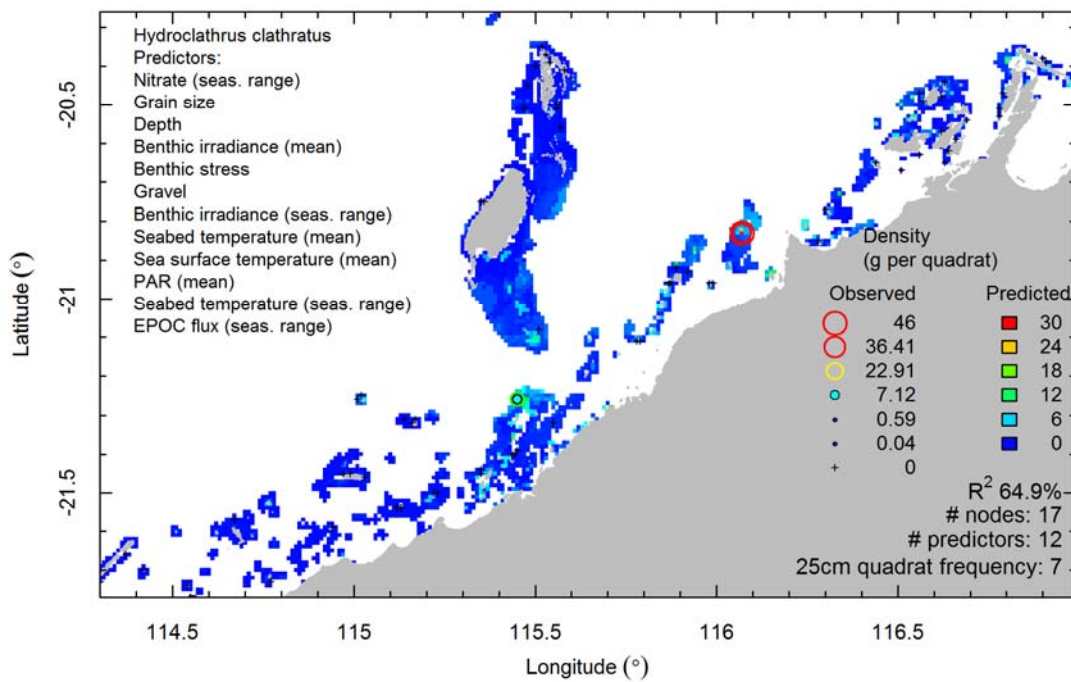 Hydroclathrus clathratus
Predictors:
Nitrate (seas. range)
Grain size
Depth
Benthic irradiance (mean)
Benthic stress
Gravel
Benthic irradiance (seas. range)
Seabed temperature (mean)
Sea surface temperature (mean)
PAR (mean)
Seabed temperature (seas. range)
EPOC flux (seas. range)
Density
(g per quadrat)
Observed Predicted
46 30
36.41 24
22.91 18
7.12 12
0.59 6
0.04 0
0
R² 64.9%
# nodes: 17
# predictors: 12
25cm quadrat frequency: 7
Latitude (°)
-20.5
-21
-21.5
114.5 115 115.5 116 116.5
Longitude (°)